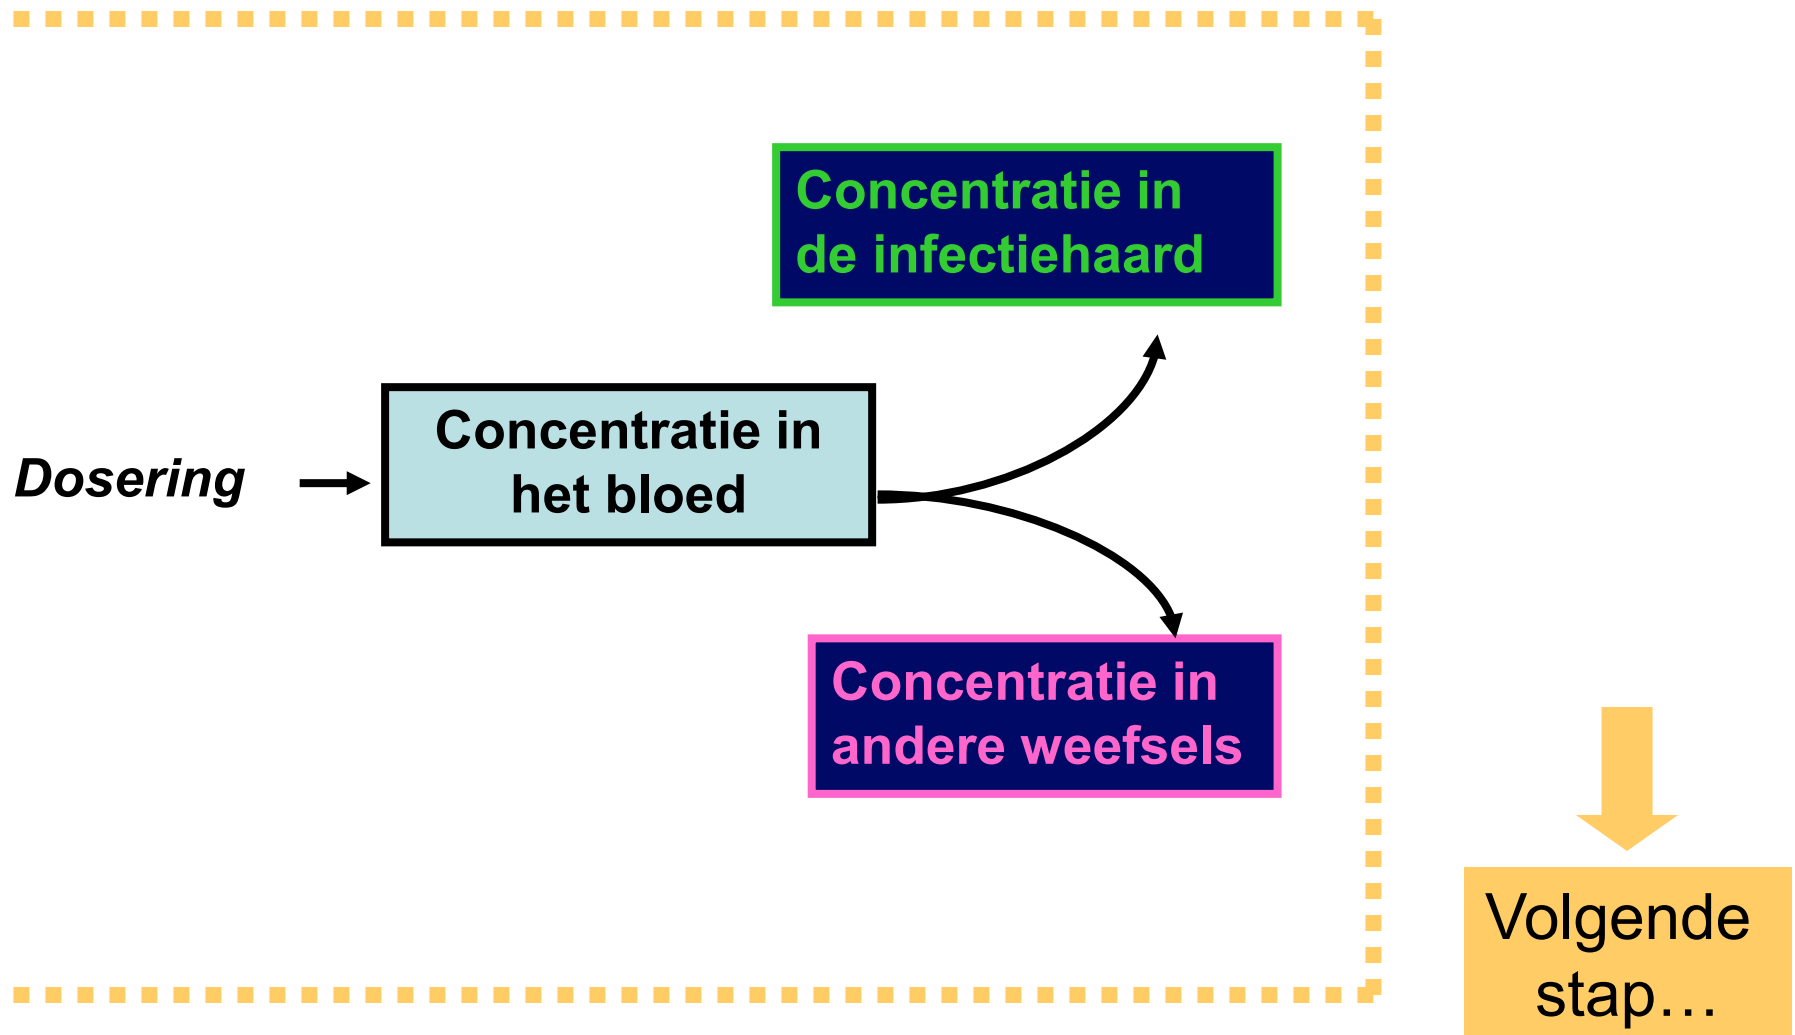 Concentratie in
de infectiehaard
Dosering
Concentratie in
het bloed
Concentratie in
andere weefsels
Volgende
stap…